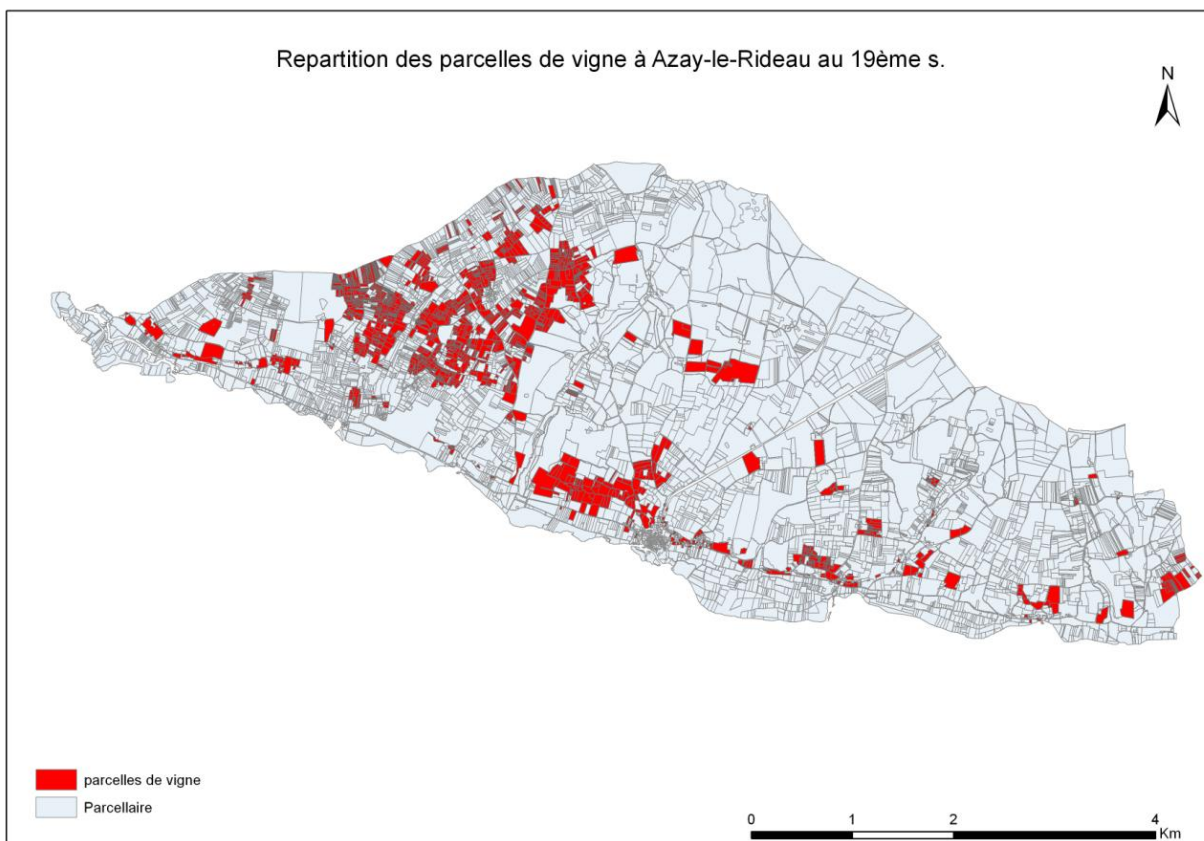 Repartition des parcelles de vigne à Azay-le-Rideau au 19ème s.
N
parcelles de vigne
Parcellaire
0 1 2 4
Km